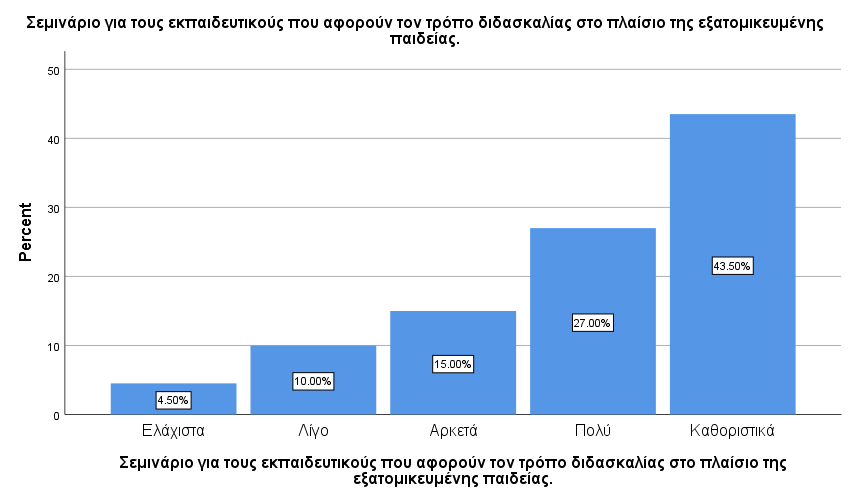 Σεμινάριο για τους εκπαιδευτικούς που αφορούν τον τρόπο διδασκαλίας στο πλαίσιο της εξατομικευμένης
παιδείας.
Percent
50
40
30
20
10
0
4.50%
10.00%
15.00%
27.00%
43.50%
Ελάχιστα
Λίγο
Αρκετά
Πολύ
Καθοριστικά
Σεμινάριο για τους εκπαιδευτικούς που αφορούν τον τρόπο διδασκαλίας στο πλαίσιο της
εξατομικευμένης παιδείας.